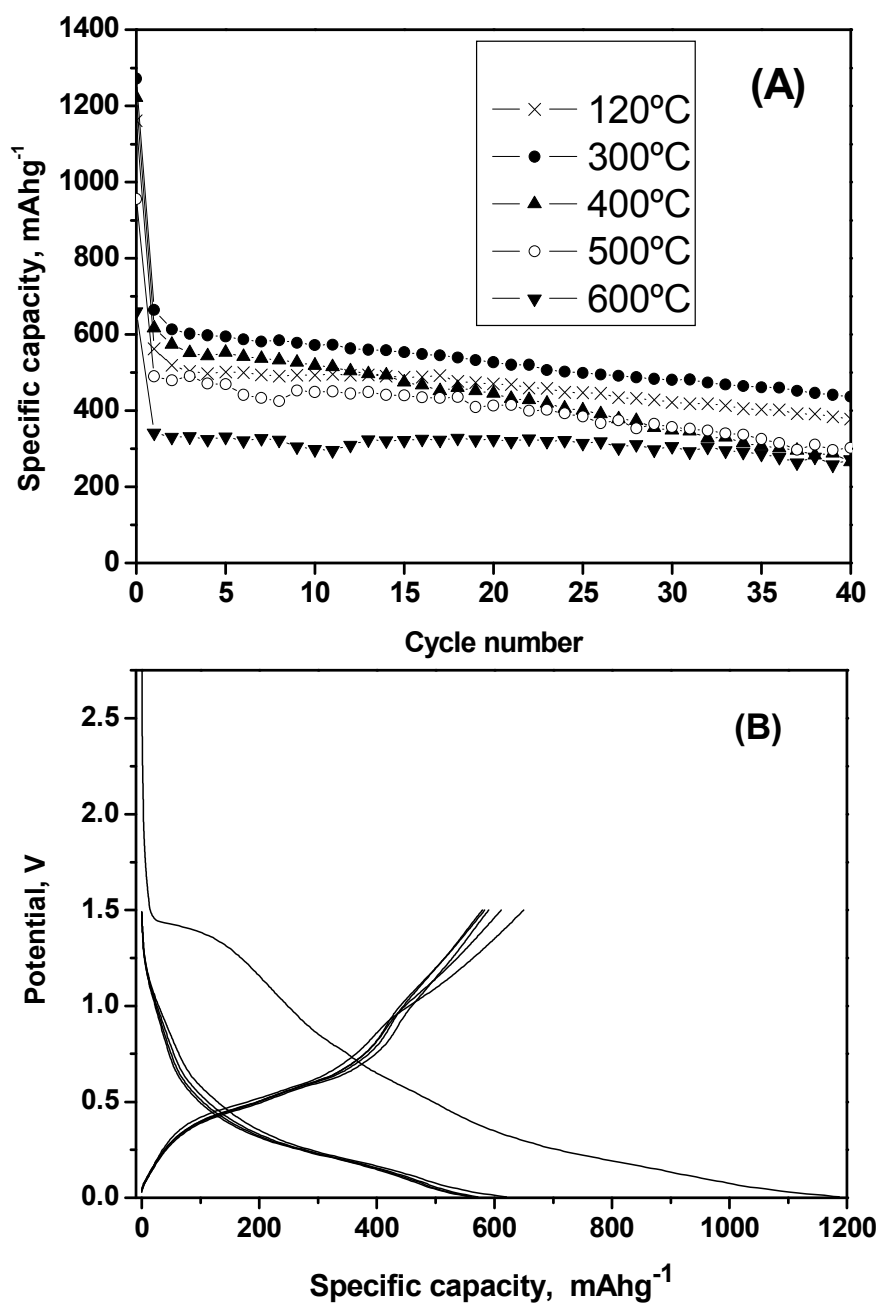 1400
(A)
120ºC
1200
300ºC
1000
400ºC
500ºC
800
600ºC
600
400
200
0
Specific capacity, mAhg⁻¹
0 5 10 15 20 25 30 35 40
Cycle number
2.5
(B)
2.0
1.5
1.0
0.5
0.0
Potential, V
0 200 400 600 800 1000 1200
Specific capacity, mAhg⁻¹